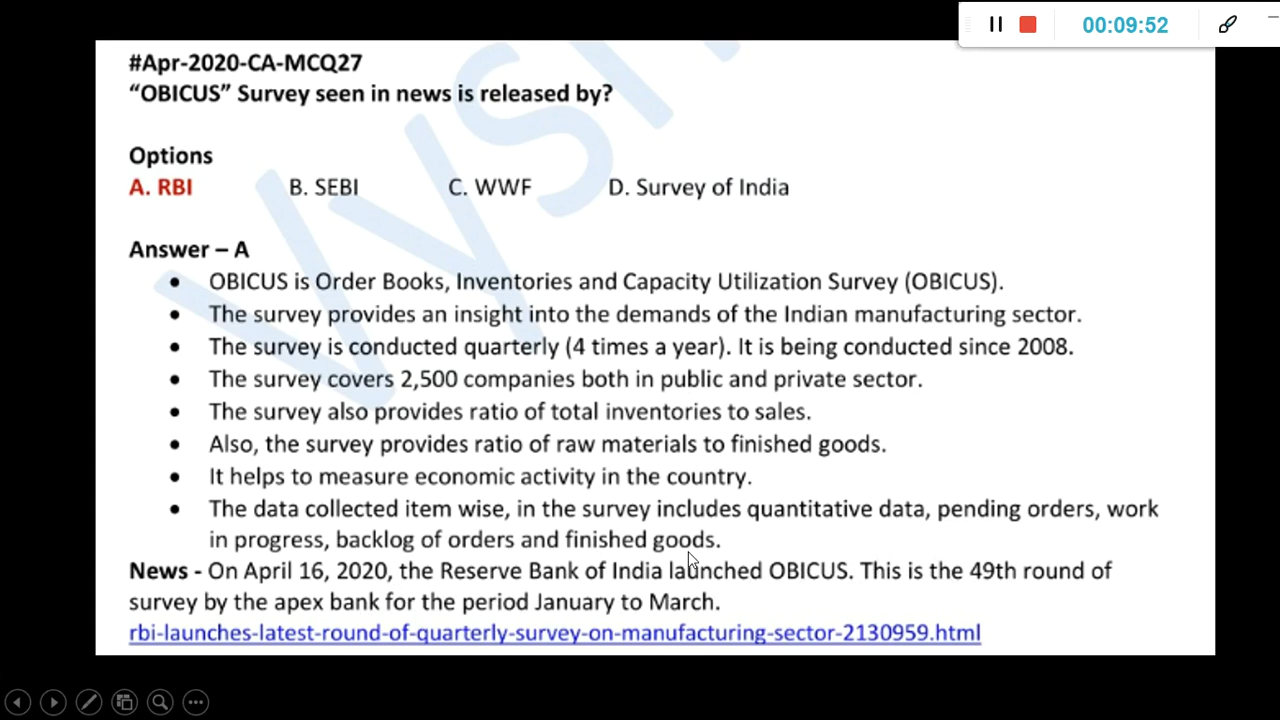 00:09:52
#Apr-2020-CA-MCQ27
“OBICUS” Survey seen in news is released by?
Options
A. RBI B. SEBI C. WWF D. Survey of India
Answer – A
• OBICUS is Order Books, Inventories and Capacity Utilization Survey (OBICUS).
• The survey provides an insight into the demands of the Indian manufacturing sector.
• The survey is conducted quarterly (4 times a year). It is being conducted since 2008.
• The survey covers 2,500 companies both in public and private sector.
• The survey also provides ratio of total inventories to sales.
• Also, the survey provides ratio of raw materials to finished goods.
• It helps to measure economic activity in the country.
• The data collected item wise, in the survey includes quantitative data, pending orders, work
in progress, backlog of orders and finished goods.
News - On April 16, 2020, the Reserve Bank of India launched OBICUS. This is the 49th round of
survey by the apex bank for the period January to March.
rbi-launches-latest-round-of-quarterly-survey-on-manufacturing-sector-2130959.html